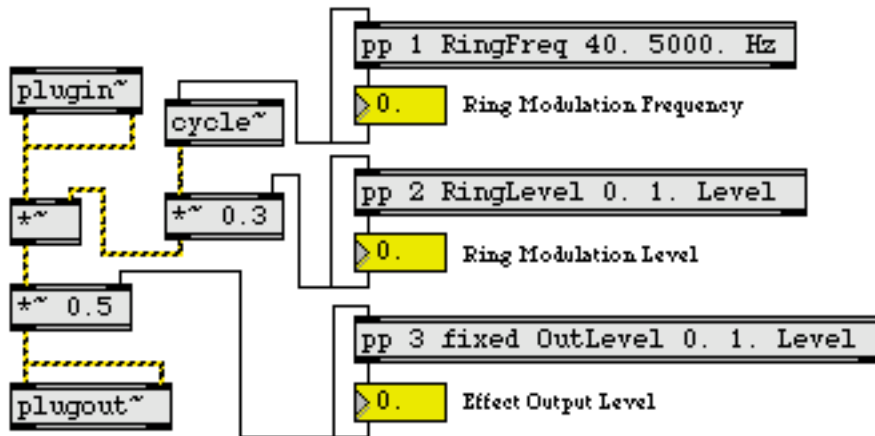 pp 1 RingFreq 40. 5000. Hz
plugin~
0.
Ring Modulation Frequency
cycle~
pp 2 RingLevel 0. 1. Level
*~
*~ 0.3
0.
Ring Modulation Level
*~ 0.5
pp 3 fixed OutLevel 0. 1. Level
plugout~
0.
Effect Output Level